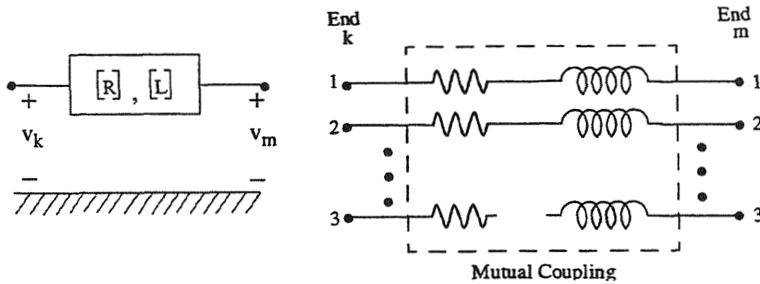 [R] , [L]
+
v_k
−
+
v_m
−
End
k
End
m
1
1
2
2
3
3
Mutual Coupling